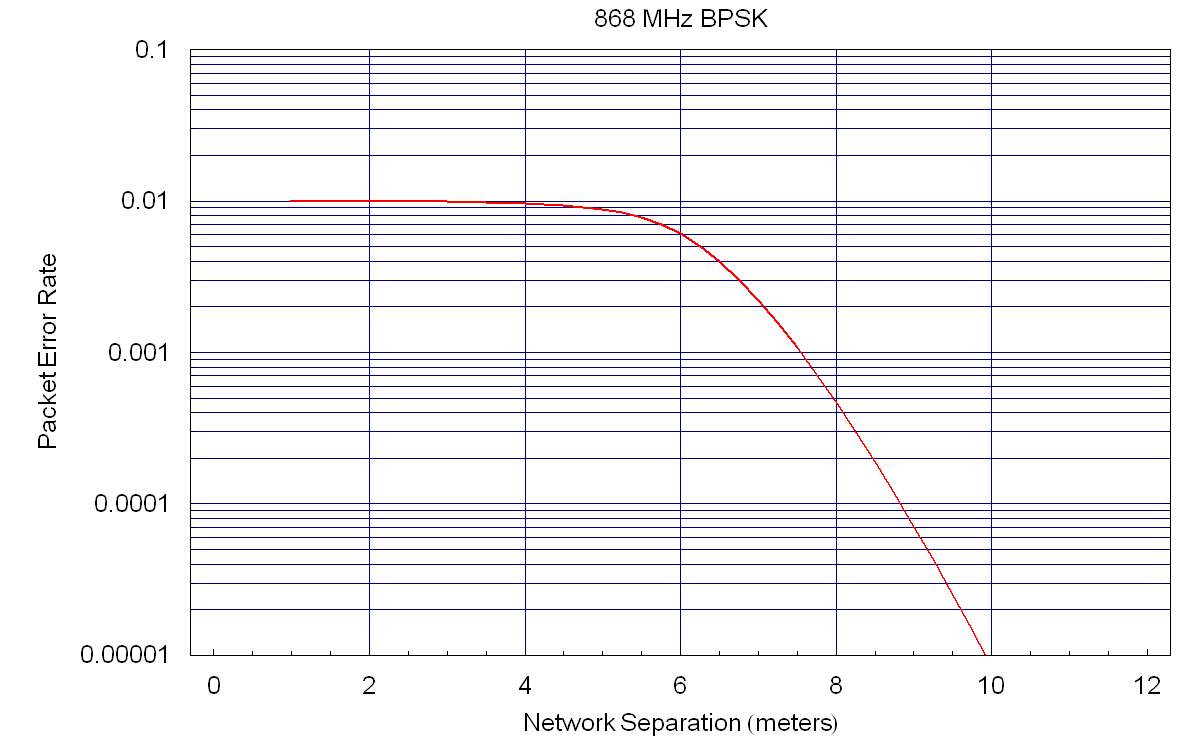 868 MHz BPSK
0.1
0.01
0.001
0.0001
0.00001
Packet Error Rate
0 2 4 6 8 10 12
Network Separation (meters)